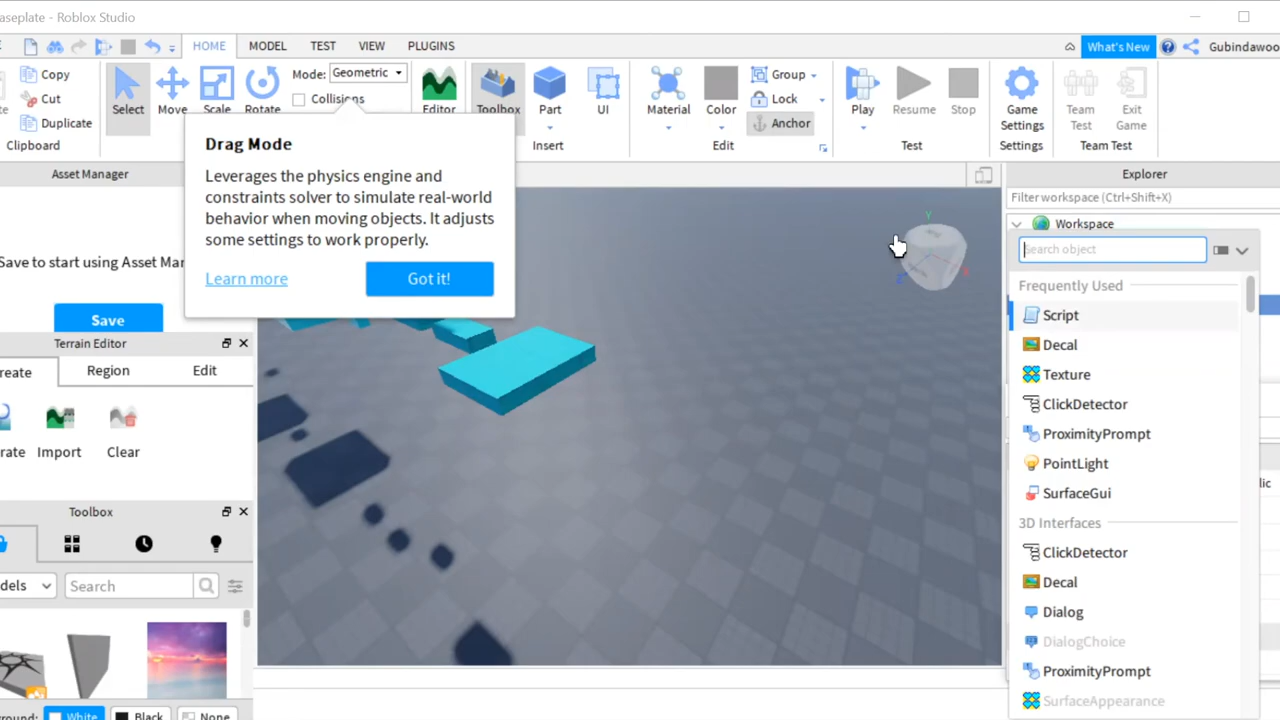 aseplate - Roblox Studio
HOME
MODEL
TEST
VIEW
PLUGINS
What's New
Gubindawoo
Copy
Cut
Duplicate
Clipboard
Select
Move
Scale
Rotate
Mode:
Geometric
Collisions
Editor
Toolbox
Part
UI
Insert
Material
Color
Group
Lock
Anchor
Edit
Play
Resume
Stop
Test
Game
Settings
Settings
Team
Test
Exit
Game
Team Test
Drag Mode
Leverages the physics engine and
constraints solver to simulate real-world
behavior when moving objects. It adjusts
some settings to work properly.
Learn more
Got it!
Asset Manager
Save to start using Asset Mar
Save
Terrain Editor
reate
Region
Edit
rate
Import
Clear
Toolbox
dels
Search
round:
White
Black
None
Y
Explorer
Filter workspace (Ctrl+Shift+X)
Workspace
Search object
Frequently Used
Script
Decal
Texture
ClickDetector
ProximityPrompt
PointLight
SurfaceGui
3D Interfaces
ClickDetector
Decal
Dialog
DialogChoice
ProximityPrompt
SurfaceAppearance
lic